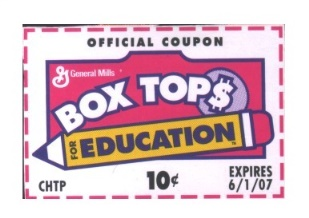 OFFICIAL COUPON
G General Mills
BOX TOP$
FOR EDUCATION
CHTP
10¢
EXPIRES
6/1/07